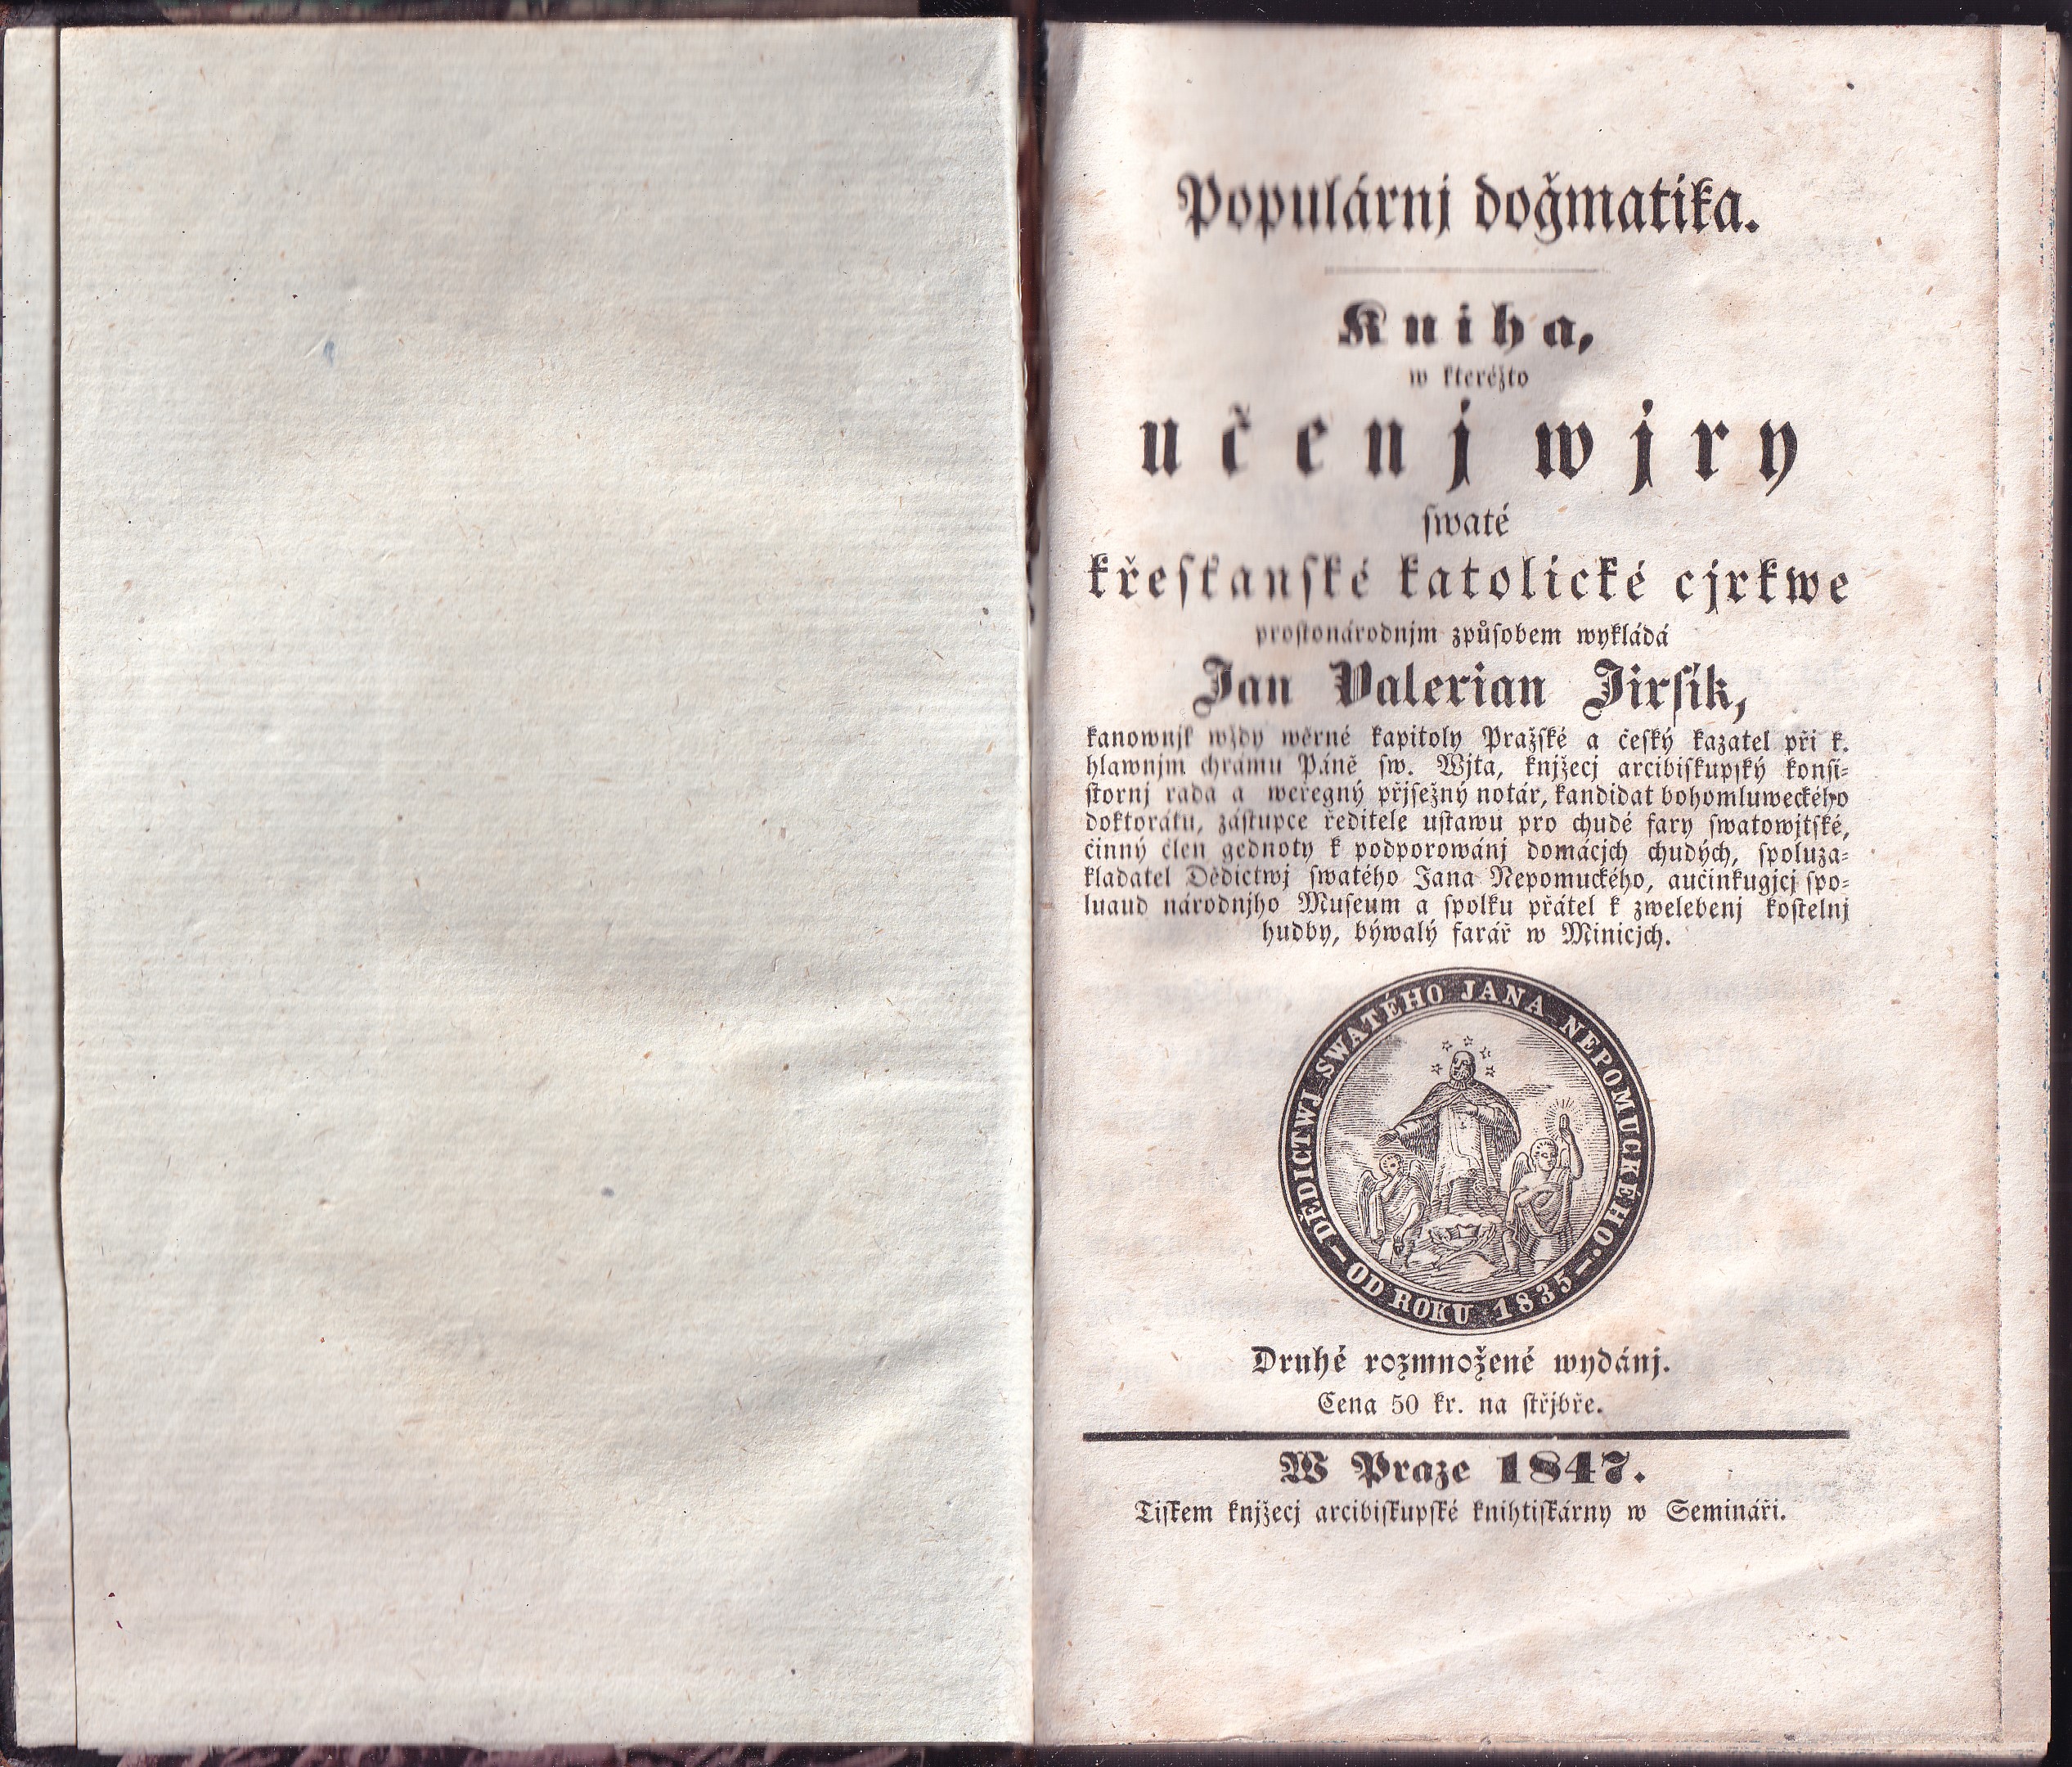 Populárnj doğmatika.
Kniha,
w kteréžto
učenj wjry
ſwaté
křeſťanſké katolické cjrkwe
proſtonárodnjm způſobem wykládá
Jan Valerian Jirſík,
kanownjk wždy wěrné kapitoly Pražſké a čeſký kazatel při k.
hlawnjm chrámu Páně ſw. Wjta, knjžecj arcibiſkupſký konſi=
ſtornj rada a weřegný přjſežný notár, kandidat bohomluweckého
doktorátu, záſtupce ředitele uſtawu pro chudé fary ſwatowjtſké,
činný člen gednoty k podporowánj domácjch chudých, ſpoluza=
kladatel Dědictwj ſwatého Jana Nepomuckého, aučinkugjcj ſpo=
luaud národnjho Muſeum a ſpolku přátel k zwelebenj koſtelnj
hudby, býwalý farář w Minicjch.
DĚDICTWJ SWATÉHO JANA NEPOMUCKÉHO.
— OD ROKU 1835 —
Druhé rozmnožené wydánj.
Cena 50 kr. na ſtřjbře.
W Praze 1847.
Tiſkem knjžecj arcibiſkupſké knihtiſkárny w Semináři.